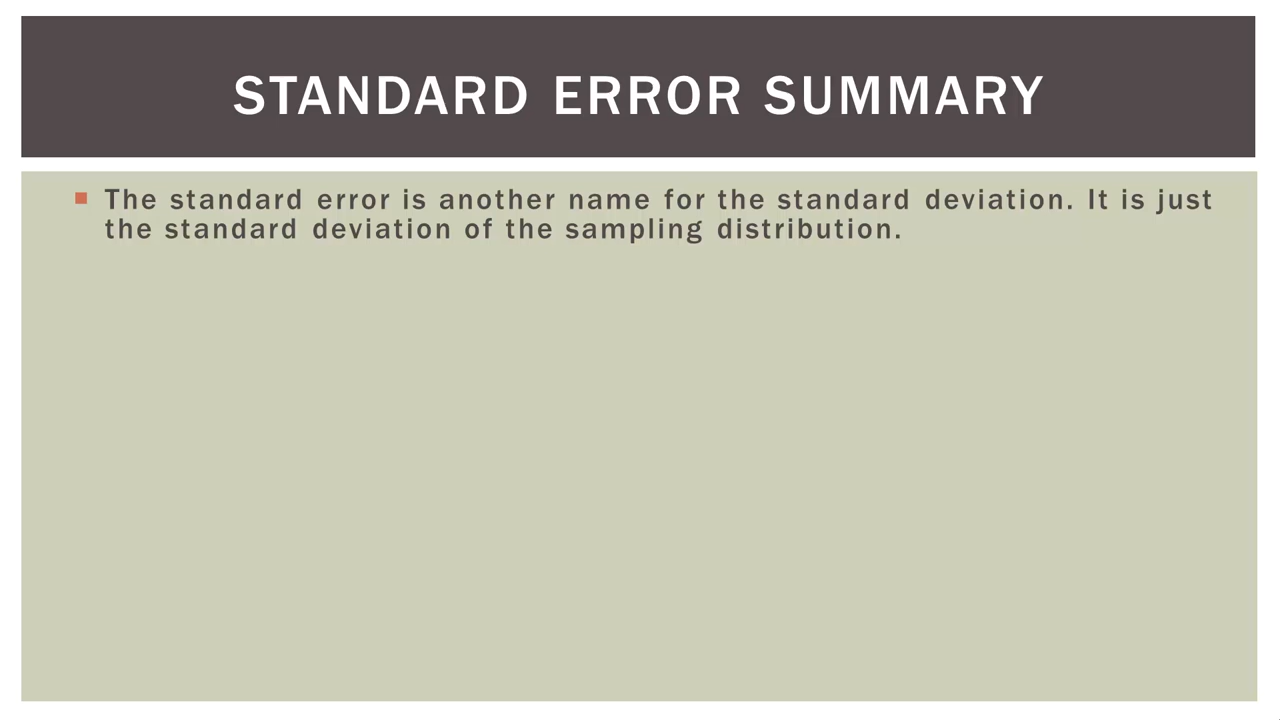 STANDARD ERROR SUMMARY
The standard error is another name for the standard deviation. It is just
the standard deviation of the sampling distribution.